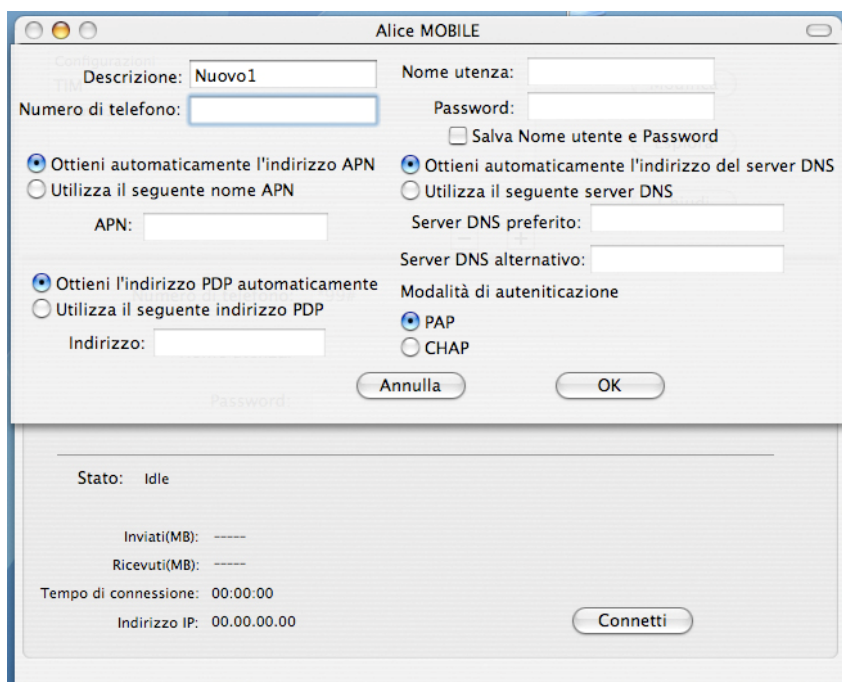 Alice MOBILE
Configurazioni
TIM
Descrizione: Nuovo1
Numero di telefono:
Ottieni automaticamente l'indirizzo APN
Utilizza il seguente nome APN
APN:
Ottieni l'indirizzo PDP automaticamente
Utilizza il seguente indirizzo PDP
Indirizzo:
Nome utenza:
Password:
Salva Nome utente e Password
Ottieni automaticamente l'indirizzo del server DNS
Utilizza il seguente server DNS
Server DNS preferito:
Server DNS alternativo:
Modalità di auteniticazione
PAP
CHAP
Annulla
OK
Password:
Stato: Idle
Inviati(MB): -----
Ricevuti(MB): -----
Tempo di connessione: 00:00:00
Indirizzo IP: 00.00.00.00
Connetti